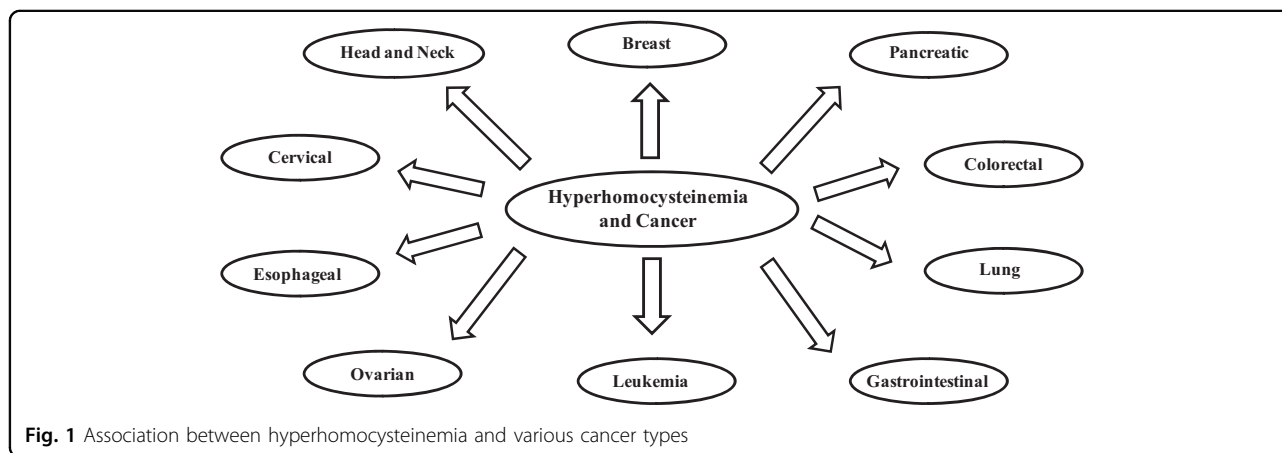 Head and Neck
Breast
Pancreatic
Cervical
Colorectal
Hyperhomocysteinemia
and Cancer
Esophageal
Lung
Ovarian
Leukemia
Gastrointestinal
Fig. 1 Association between hyperhomocysteinemia and various cancer types